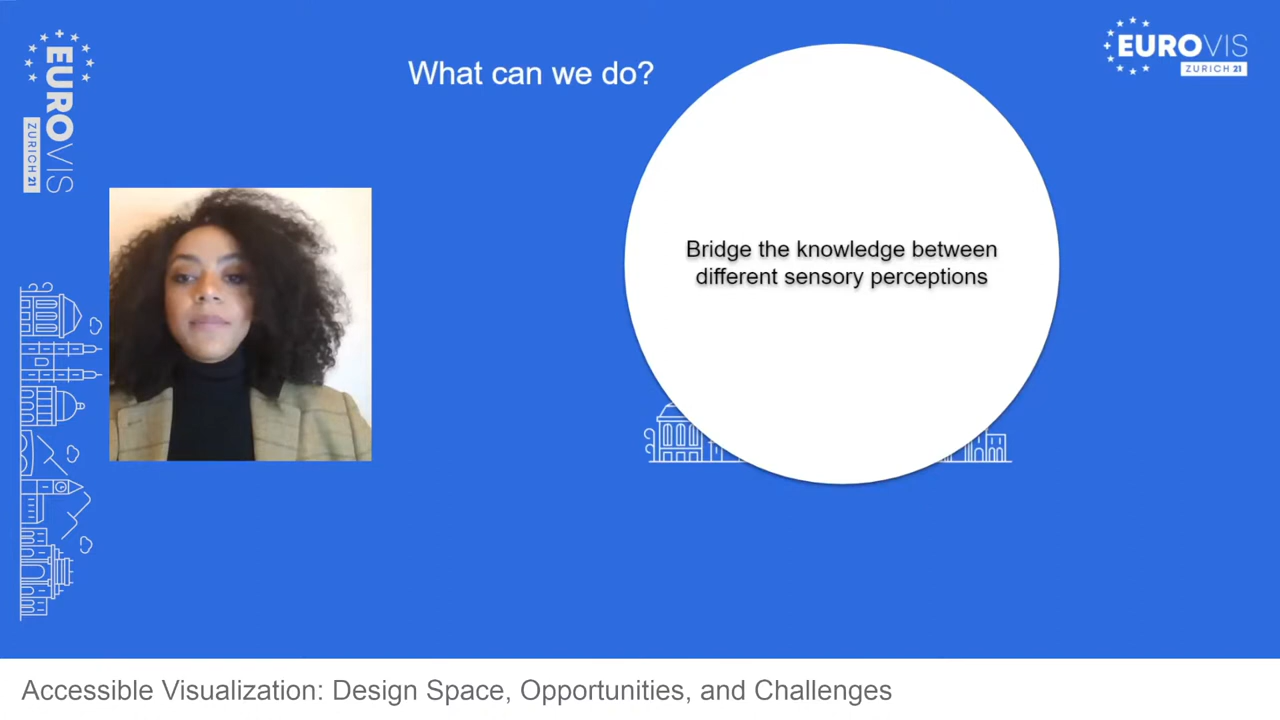 EUROVIS
ZURICH 21
What can we do?
EUROVIS
ZURICH 21
Bridge the knowledge between
different sensory perceptions
Accessible Visualization: Design Space, Opportunities, and Challenges